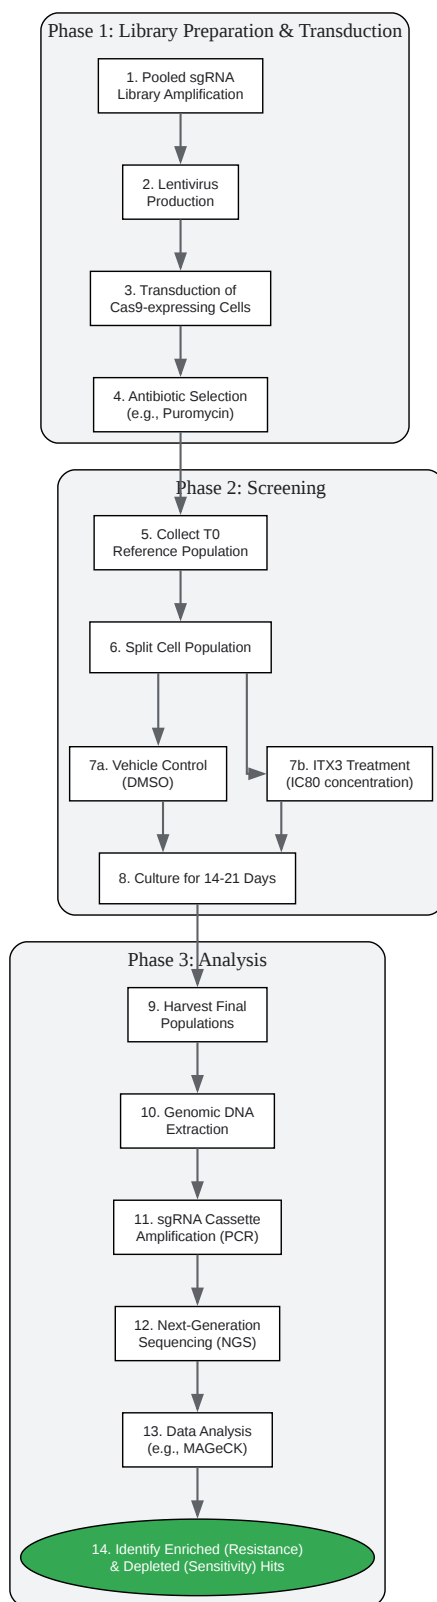 Phase 1: Library Preparation & Transduction
1. Pooled sgRNA
Library Amplification
2. Lentivirus
Production
3. Transduction of
Cas9-expressing Cells
4. Antibiotic Selection
(e.g., Puromycin)
Phase 2: Screening
5. Collect T0
Reference Population
6. Split Cell Population
7a. Vehicle Control
(DMSO)
7b. ITX3 Treatment
(IC80 concentration)
8. Culture for 14-21 Days
Phase 3: Analysis
9. Harvest Final
Populations
10. Genomic DNA
Extraction
11. sgRNA Cassette
Amplification (PCR)
12. Next-Generation
Sequencing (NGS)
13. Data Analysis
(e.g., MAGeCK)
14. Identify Enriched (Resistance)
& Depleted (Sensitivity) Hits